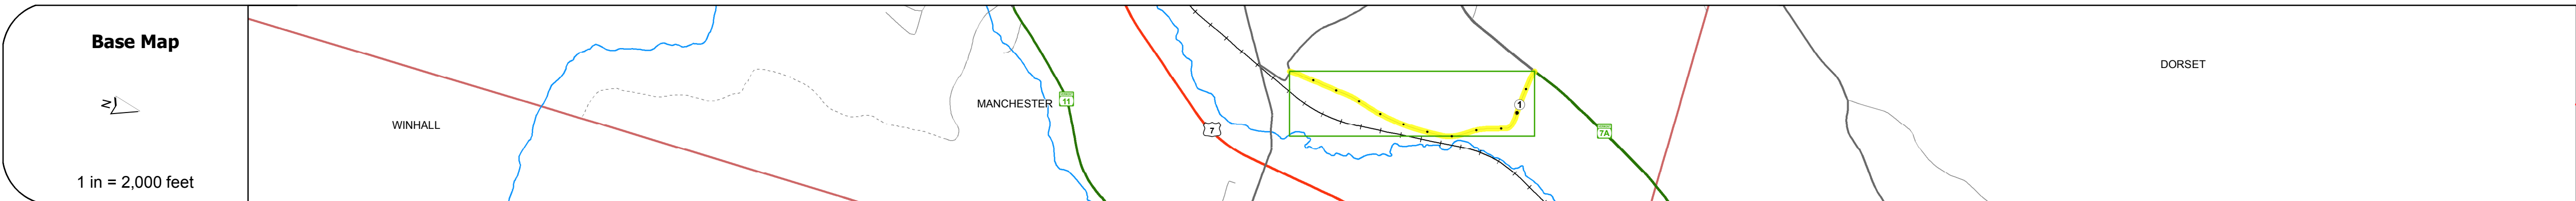 Base Map
N
1 in = 2,000 feet
WINHALL
MANCHESTER
11
7
1
7A
DORSET